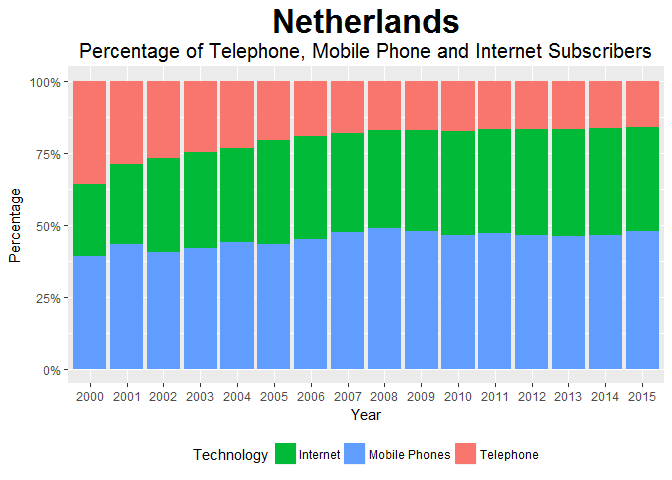 Netherlands
Percentage of Telephone, Mobile Phone and Internet Subscribers
Percentage
100%
75%
50%
25%
0%
2000 2001 2002 2003 2004 2005 2006 2007 2008 2009 2010 2011 2012 2013 2014 2015
Year
Technology Internet Mobile Phones Telephone